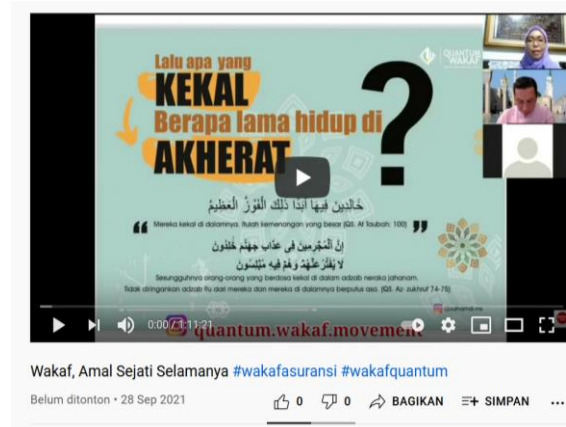 Lalu apa yang
KEKAL
Berapa lama hidup di
AKHERAT
?
QUANTUM
WAKAF
خَالِدِينَ فِيهَا أَبَدًا ذَلِكَ الْفَوْزُ الْعَظِيمُ
Mereka kekal di dalamnya. Itulah kemenangan yang besar (QS. At Taubah: 100)
إِنَّ الْمُجْرِمِينَ فِي عَذَابِ جَهَنَّمَ خَلِدُونَ
لَا يُفَتَّرُ عَنْهُمْ وَهُمْ فِيهِ مُبْلِسُونَ
Sesungguhnya orang-orang yang berdosa kekal di dalam adzab neraka jahanam.
Tidak diringankan adzab itu dari mereka dan mereka di dalamnya berputus asa. (QS. Az- zukhruf 74-75)
0:00 / 1:11:21
quantum.wakaf.movement
Wakaf, Amal Sejati Selamanya #wakafasuransi #wakafquantum
Belum ditonton • 28 Sep 2021
0
0
BAGIKAN
SIMPAN